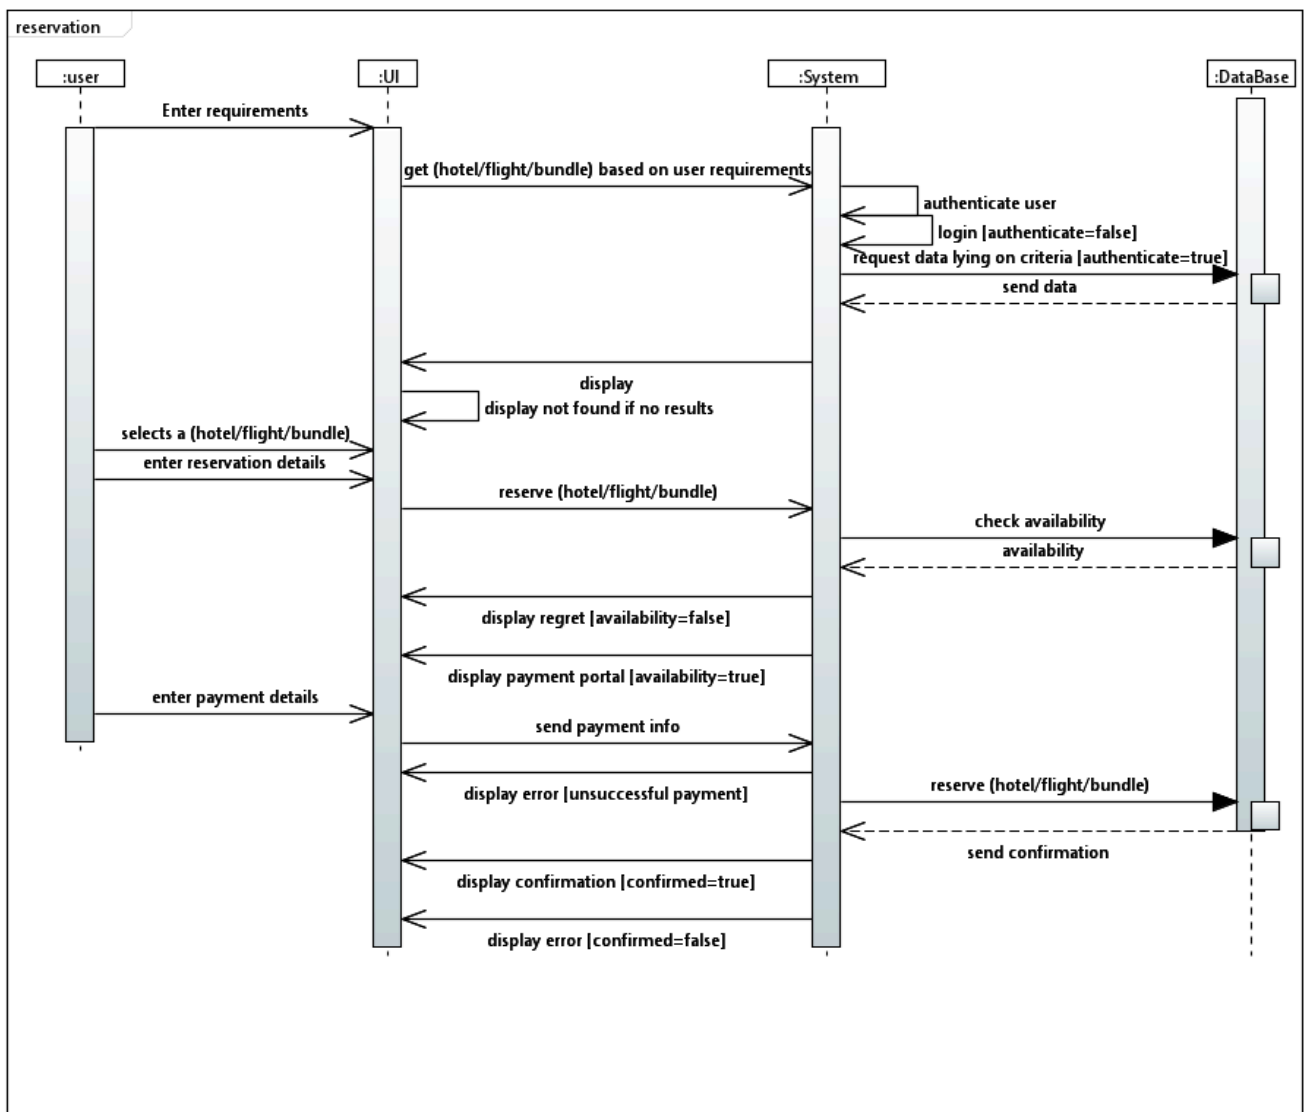 reservation
:user
:UI
:System
:DataBase
Enter requirements
get (hotel/flight/bundle) based on user requirements
authenticate user
login [authenticate=false]
request data lying on criteria [authenticate=true]
send data
display
display not found if no results
selects a (hotel/flight/bundle)
enter reservation details
reserve (hotel/flight/bundle)
check availability
availability
display regret [availability=false]
display payment portal [availability=true]
enter payment details
send payment info
display error [unsuccessful payment]
reserve (hotel/flight/bundle)
send confirmation
display confirmation [confirmed=true]
display error [confirmed=false]